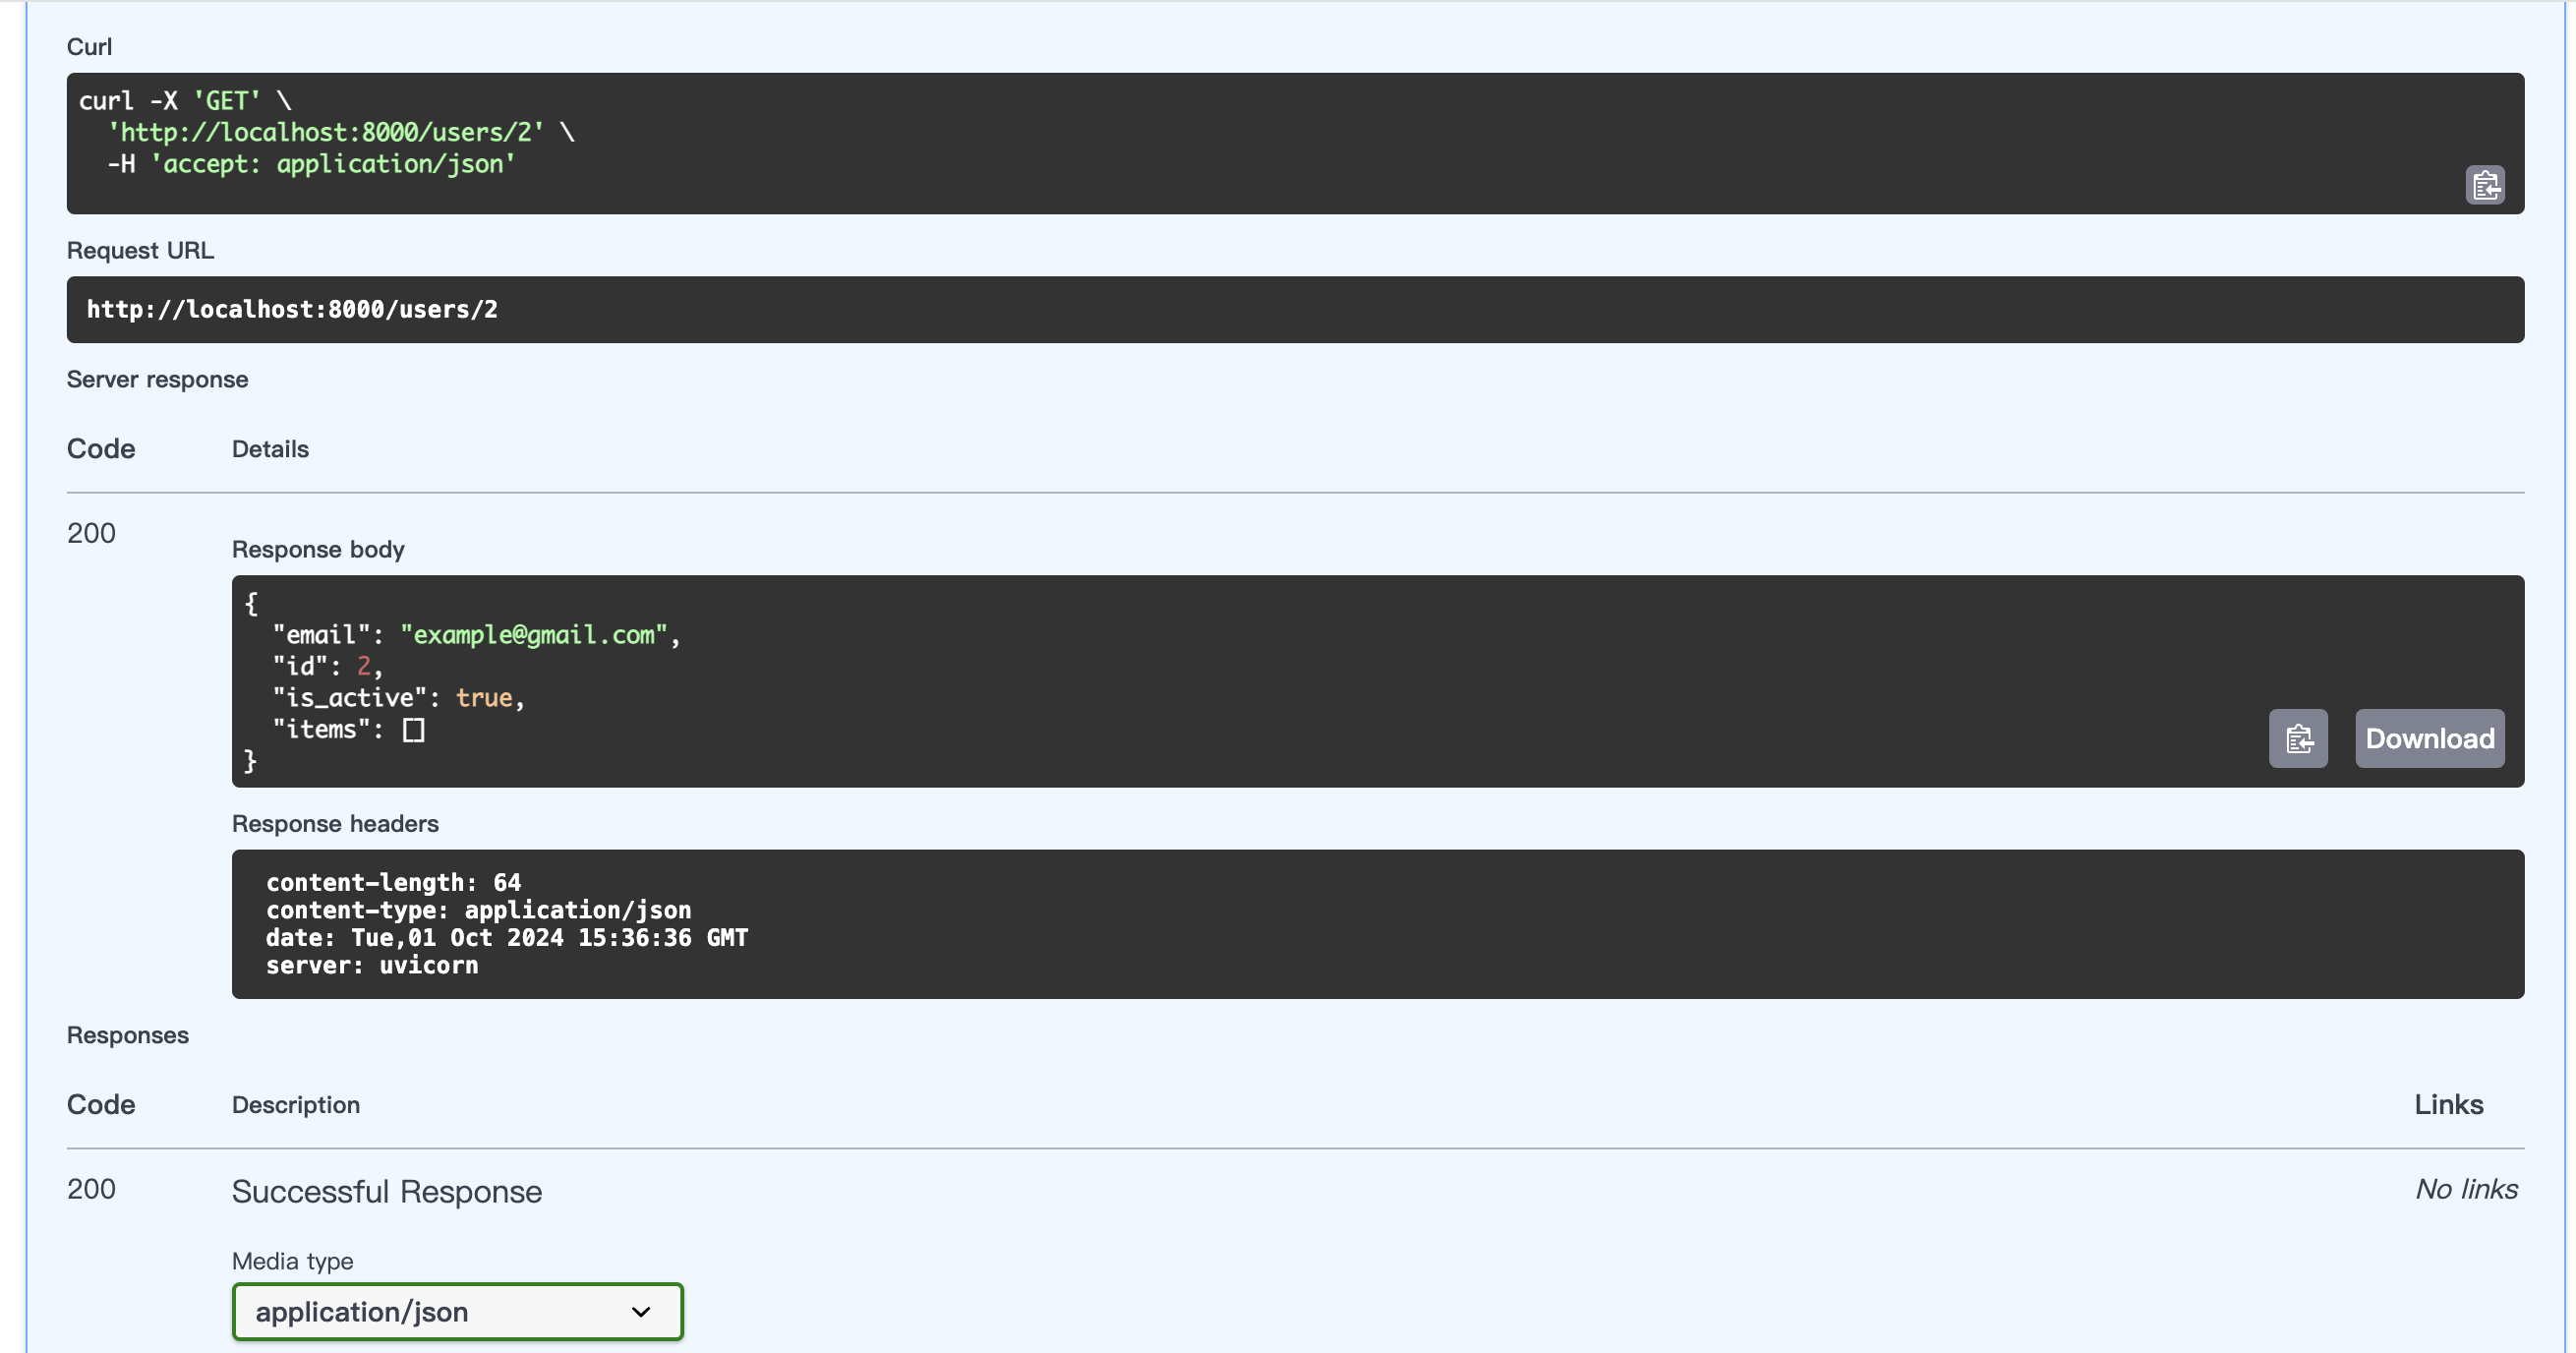 Curl
curl -X 'GET' \
  'http://localhost:8000/users/2' \
  -H 'accept: application/json'
Request URL
http://localhost:8000/users/2
Server response
Code Details
200
Response body
{
  "email": "example@gmail.com",
  "id": 2,
  "is_active": true,
  "items": []
}
Download
Response headers
content-length: 64
content-type: application/json
date: Tue,01 Oct 2024 15:36:36 GMT
server: uvicorn
Responses
Code Description Links
200 Successful Response No links
Media type
application/json